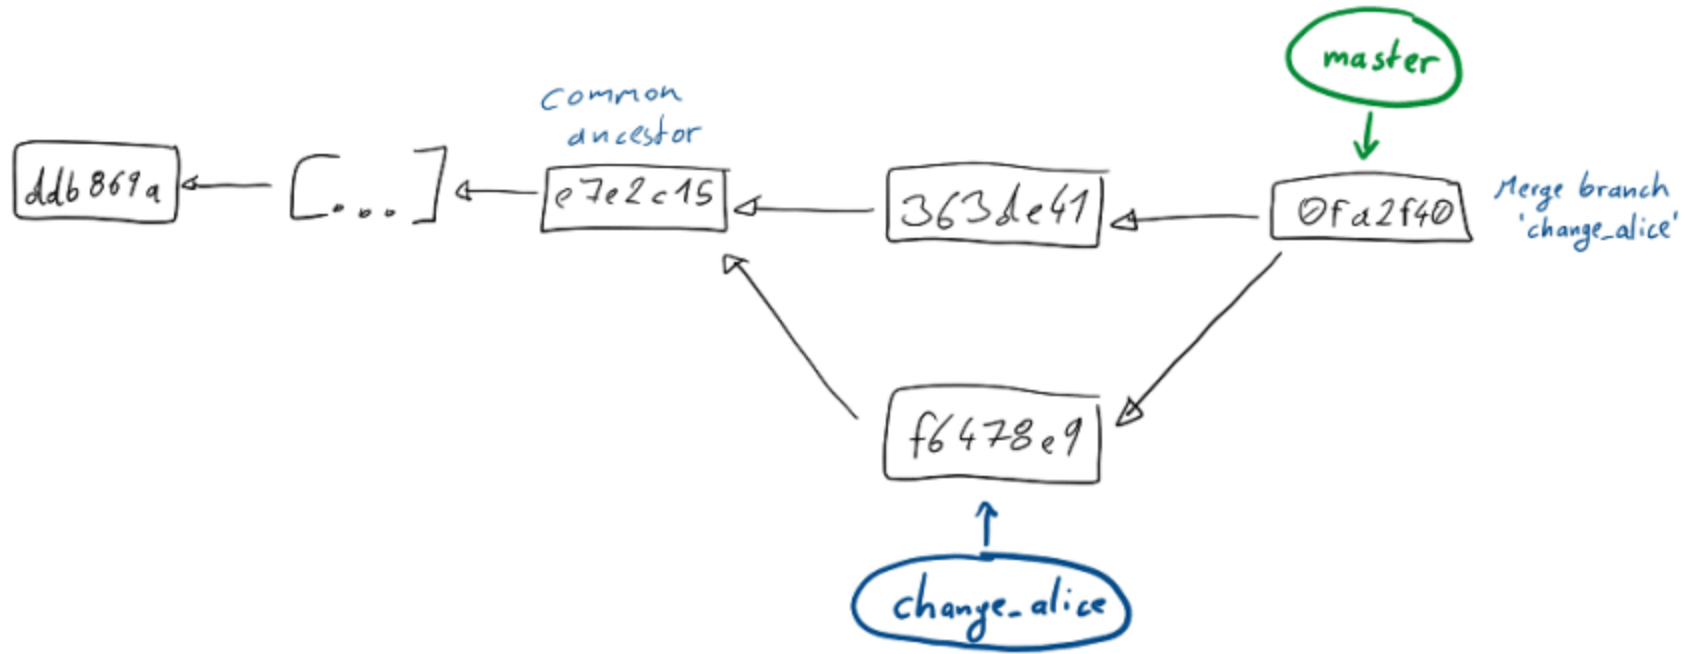 master
common
ancestor
ddb869a
[...]
e7e2c15
363de41
0fa2f40
Merge branch
'change_alice'
f6478e9
change_alice